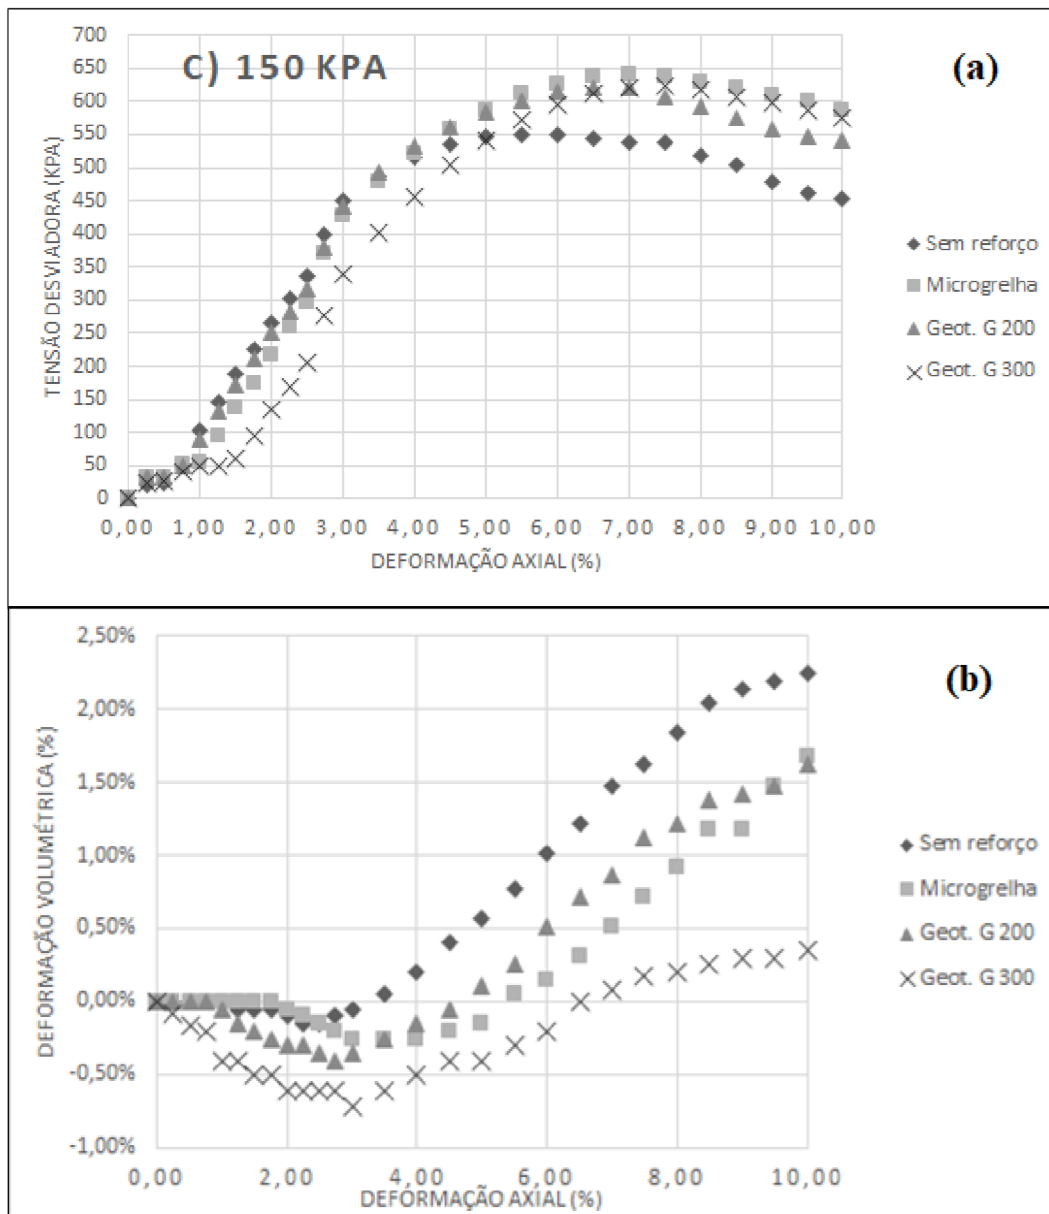 C) 150 KPA
(a)
TENSÃO DESVIADORA (KPA)
700
650
600
550
500
450
400
350
300
250
200
150
100
50
0
0,00 1,00 2,00 3,00 4,00 5,00 6,00 7,00 8,00 9,00 10,00
DEFORMAÇÃO AXIAL (%)
Sem reforço
Microgrelha
Geot. G 200
Geot. G 300
(b)
DEFORMAÇÃO VOLUMÉTRICA (%)
2,50%
2,00%
1,50%
1,00%
0,50%
0,00%
-0,50%
-1,00%
0,00 2,00 4,00 6,00 8,00 10,00
DEFORMAÇÃO AXIAL (%)
Sem reforço
Microgrelha
Geot. G 200
Geot. G 300